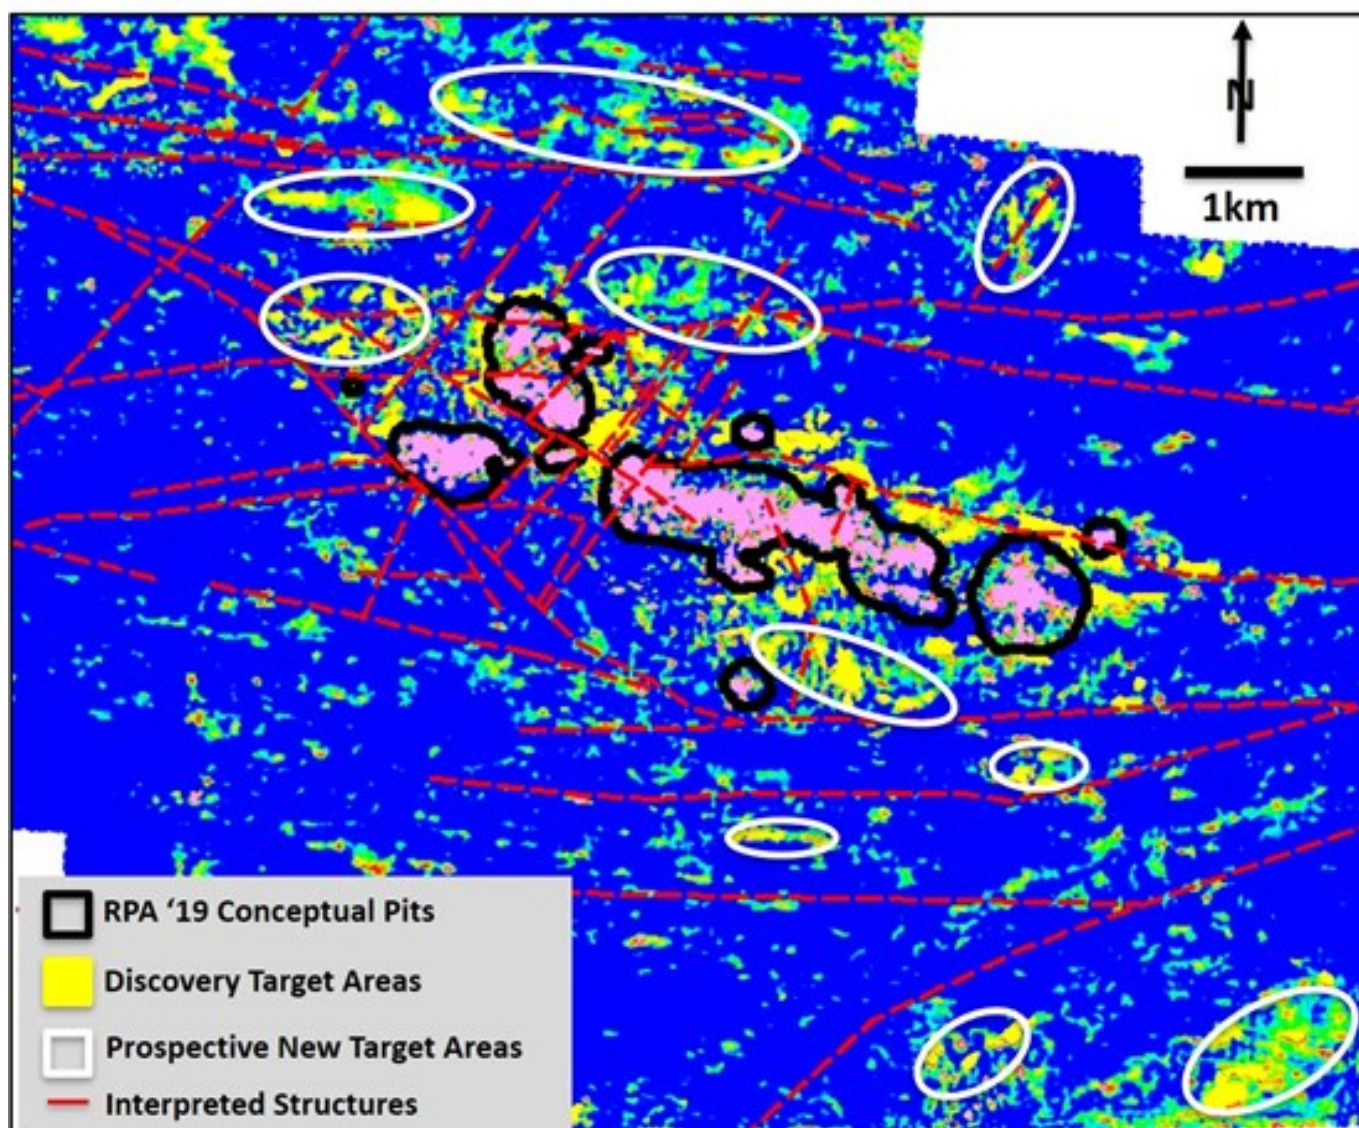 N
1km
RPA ‘19 Conceptual Pits
Discovery Target Areas
Prospective New Target Areas
Interpreted Structures